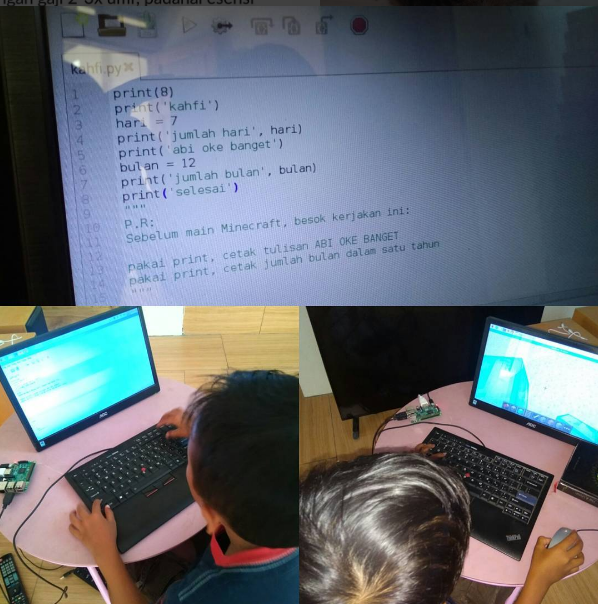 kahfi.py
1 print(8)
2 print('kahfi')
3 hari = 7
4 print('jumlah hari', hari)
5 print('abi oke banget')
6 bulan = 12
7 print('jumlah bulan', bulan)
8 print('selesai')
9 """
10 P.R:
11 Sebelum main Minecraft, besok kerjakan ini:
13 pakai print, cetak tulisan ABI OKE BANGET
14 pakai print, cetak jumlah bulan dalam satu tahun
"""
AOC
ThinkPad